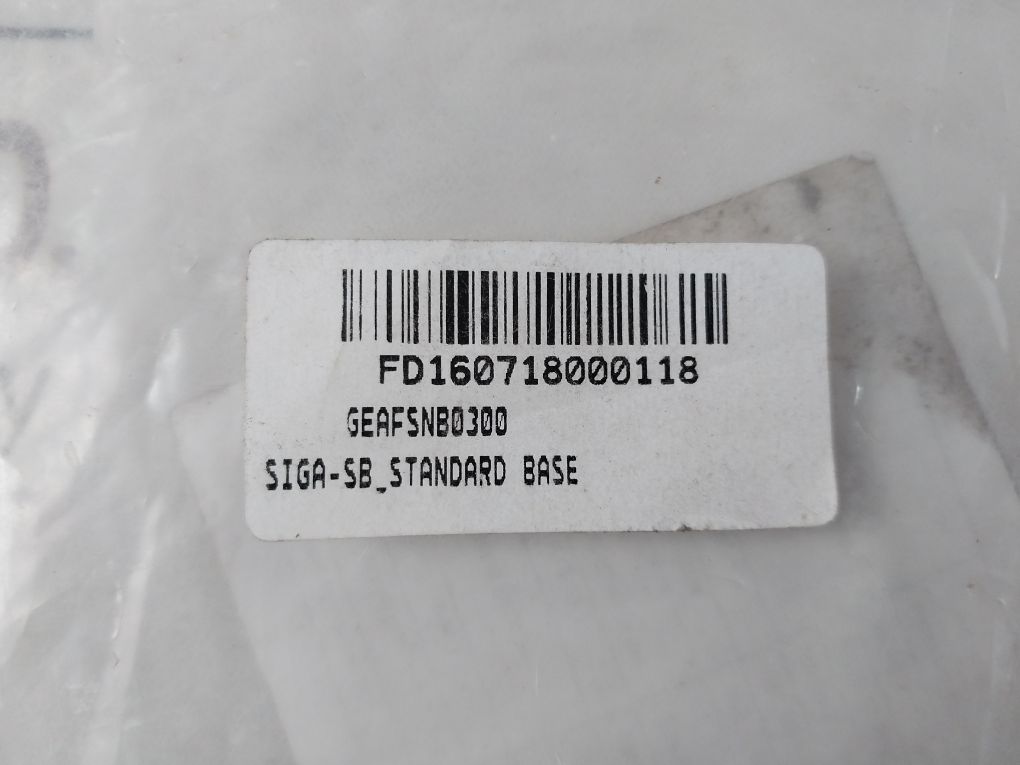 FD160718000118
GEAFSNB0300
SIGA-SB_STANDARD BASE